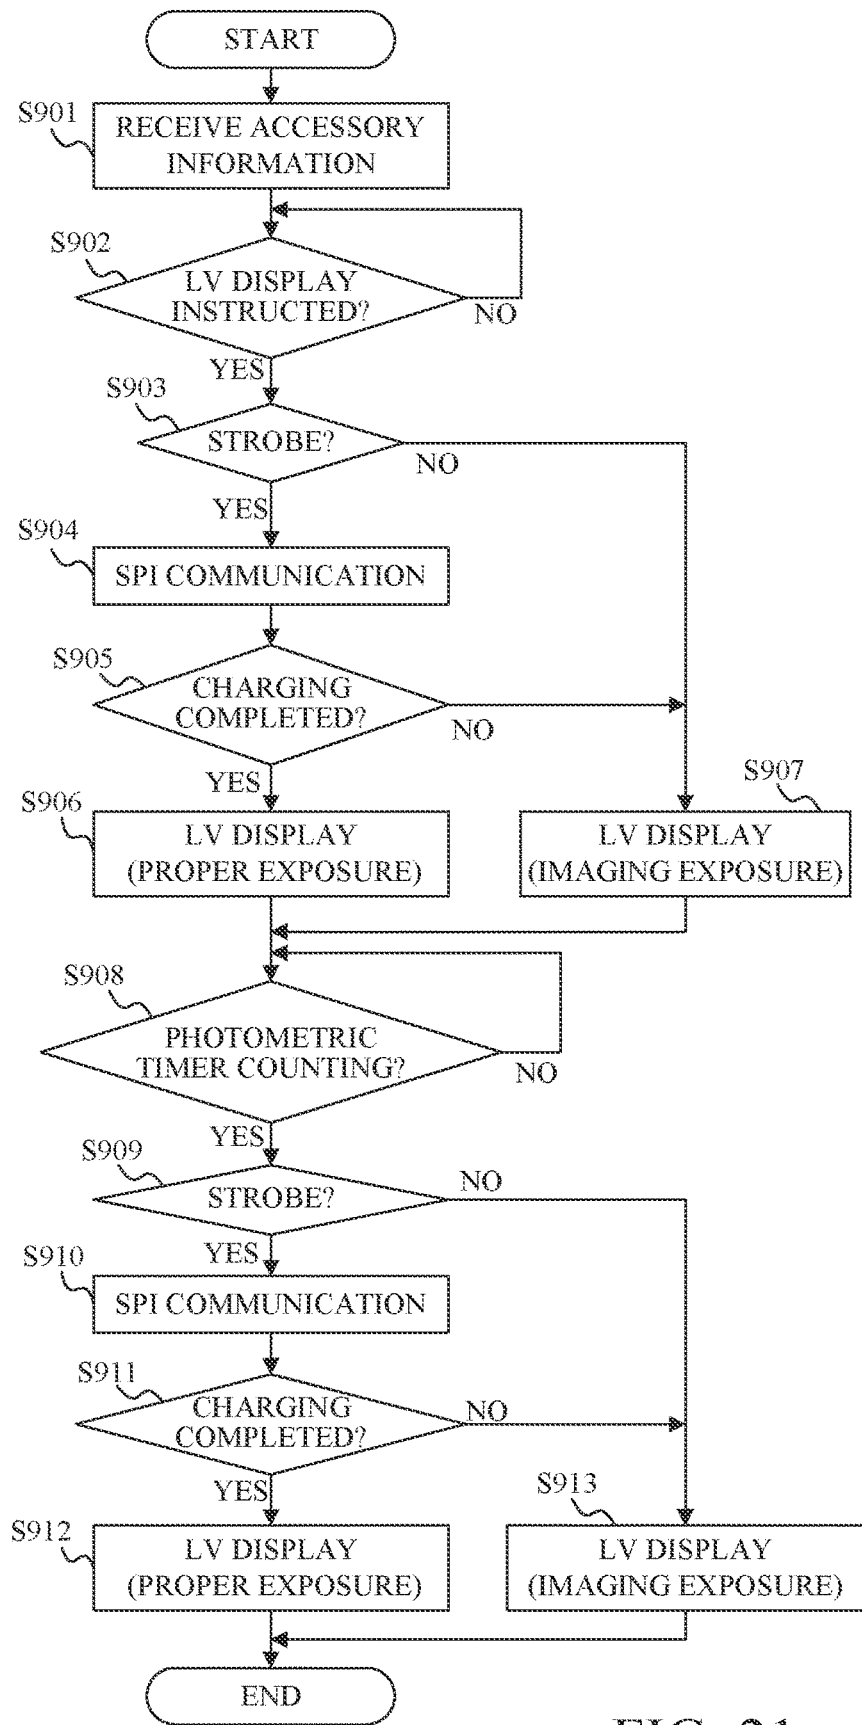 START
S901
RECEIVE ACCESSORY
INFORMATION
S902
LV DISPLAY
INSTRUCTED?
NO
YES
S903
STROBE?
NO
YES
S904
SPI COMMUNICATION
S905
CHARGING
COMPLETED?
NO
YES
S906
LV DISPLAY
(PROPER EXPOSURE)
S907
LV DISPLAY
(IMAGING EXPOSURE)
S908
PHOTOMETRIC
TIMER COUNTING?
NO
YES
S909
STROBE?
NO
YES
S910
SPI COMMUNICATION
S911
CHARGING
COMPLETED?
NO
YES
S912
LV DISPLAY
(PROPER EXPOSURE)
S913
LV DISPLAY
(IMAGING EXPOSURE)
END